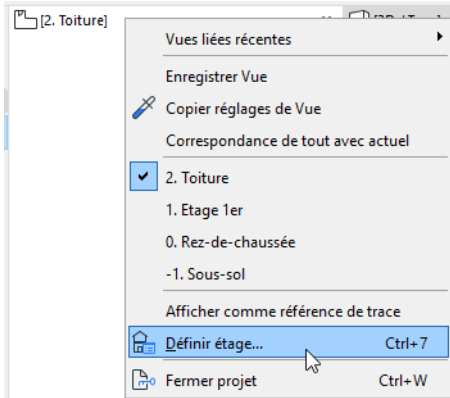 [2. Toiture]
Vues liées récentes
Enregistrer Vue
Copier réglages de Vue
Correspondance de tout avec actuel
2. Toiture
1. Etage 1er
0. Rez-de-chaussée
-1. Sous-sol
Afficher comme référence de trace
Définir étage... Ctrl+7
Fermer projet Ctrl+W